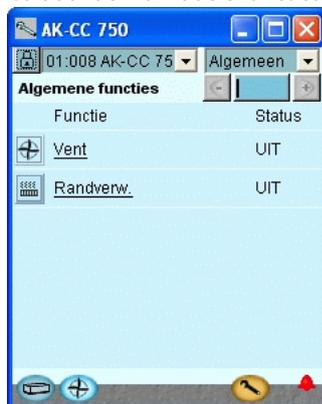 AK-CC 750
01:008 AK-CC 75 Algemeen
Algemene functies
Functie Status
Vent UIT
Randverw. UIT